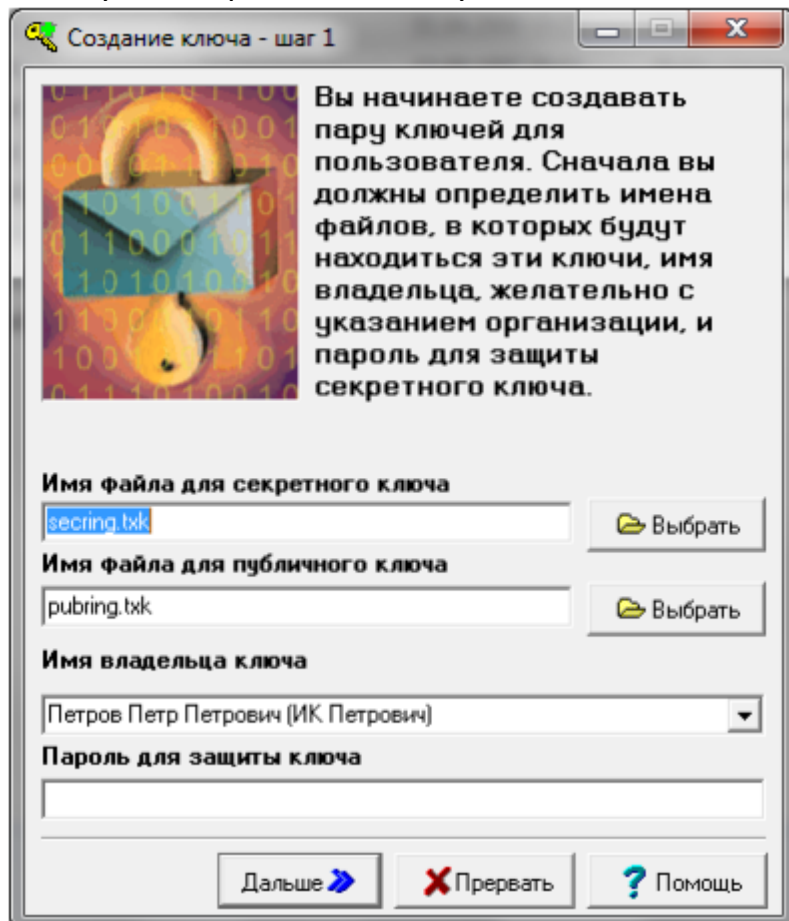 Создание ключа - шаг 1
Вы начинаете создавать
пару ключей для
пользователя. Сначала вы
должны определить имена
файлов, в которых будут
находиться эти ключи, имя
владельца, желательно с
указанием организации, и
пароль для защиты
секретного ключа.
Имя файла для секретного ключа
secring.txk
Выбрать
Имя файла для публичного ключа
pubring.txk
Выбрать
Имя владельца ключа
Петров Петр Петрович (ИК Петрович)
Пароль для защиты ключа
Дальше
Прервать
Помощь